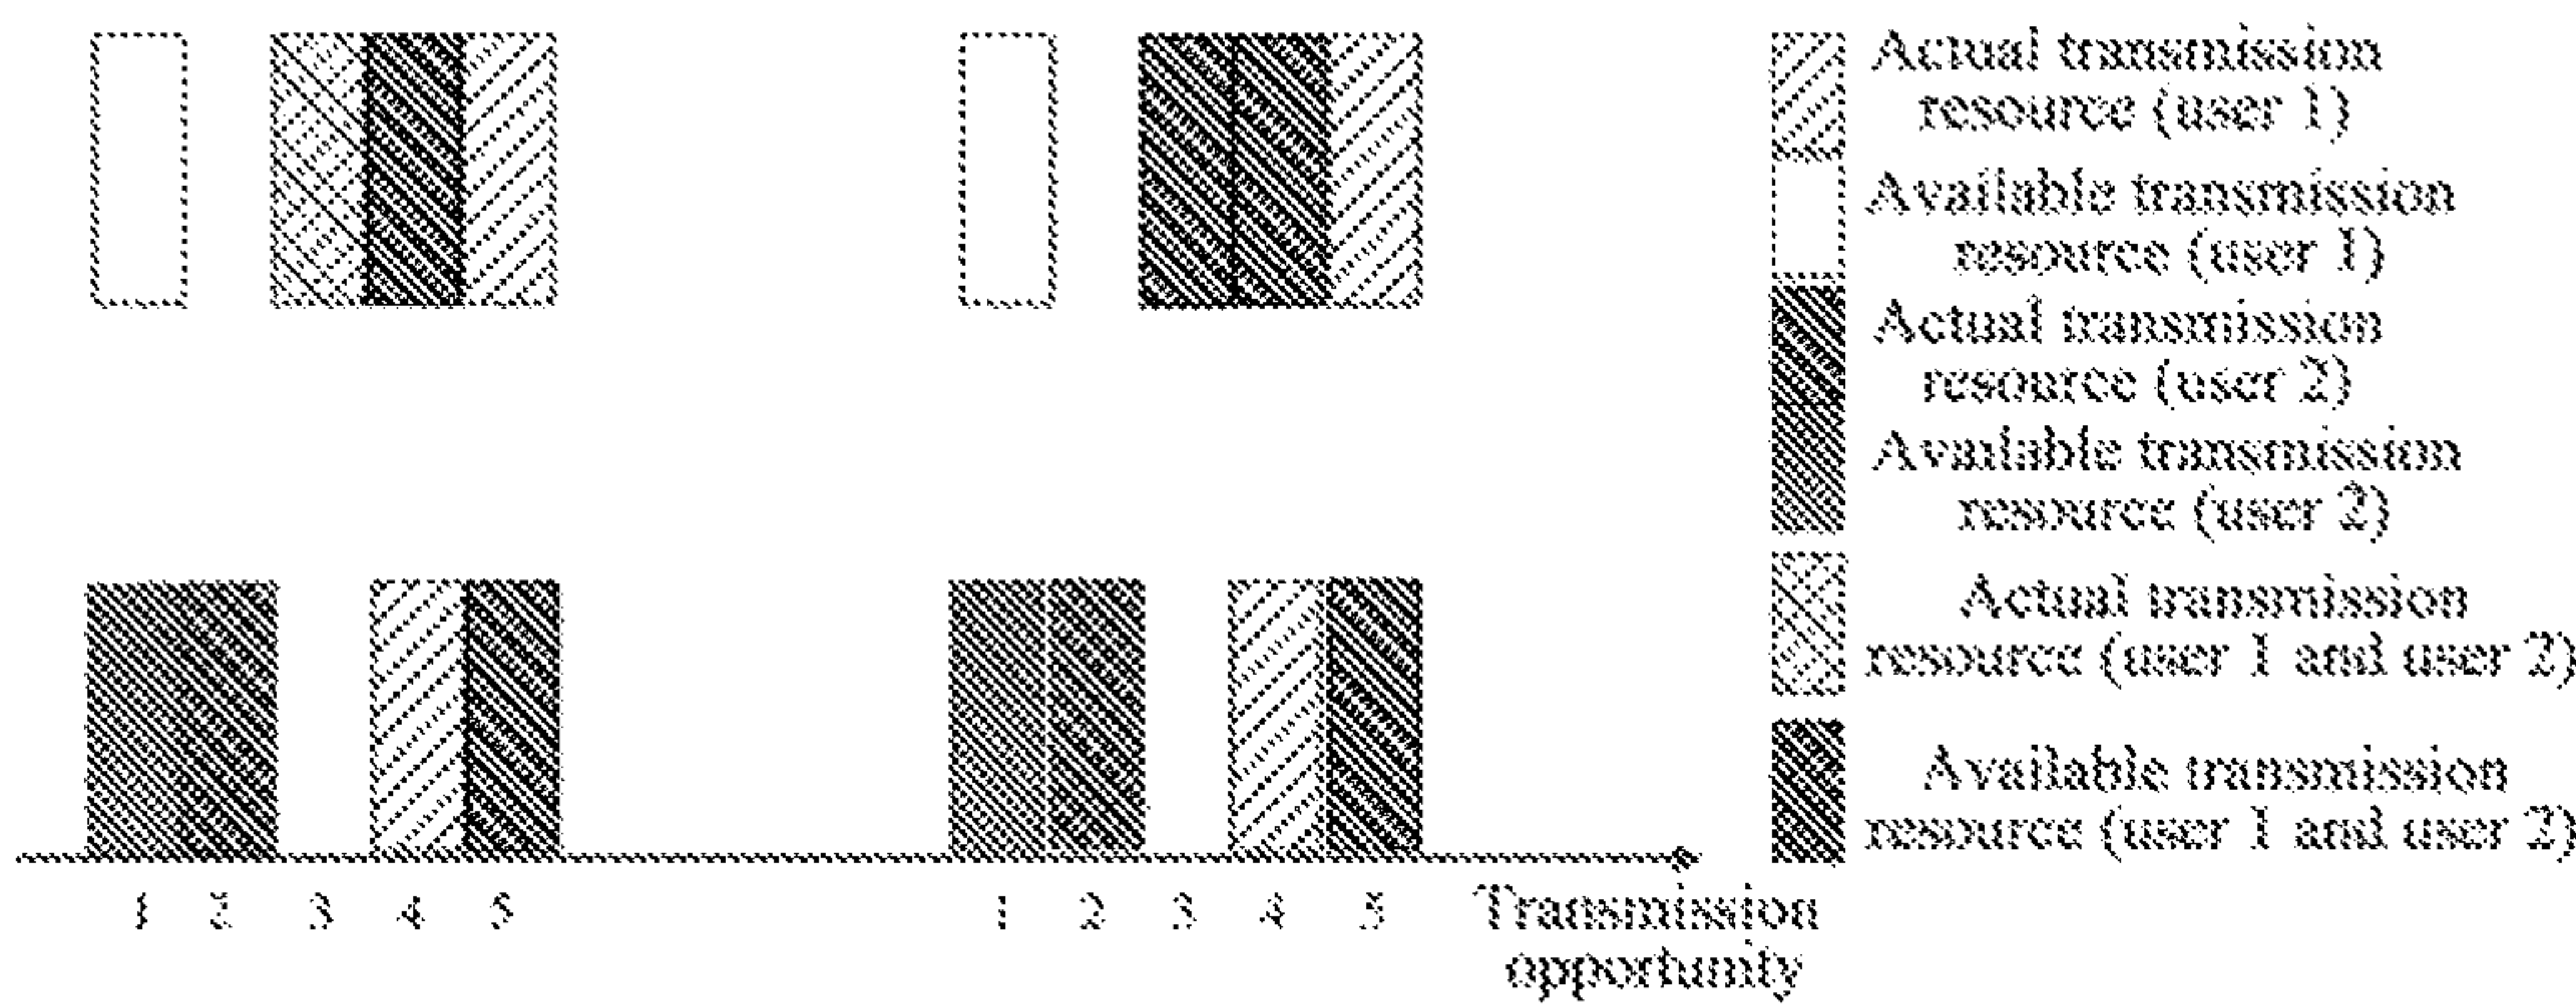 Actual transmission
resource (user 1)
Available transmission
resource (user 1)
Actual transmission
resource (user 2)
Available transmission
resource (user 2)
Actual transmission
resource (user 1 and user 2)
Available transmission
resource (user 1 and user 2)
1 2 3 4 5 1 2 3 4 5 Transmission
opportunity